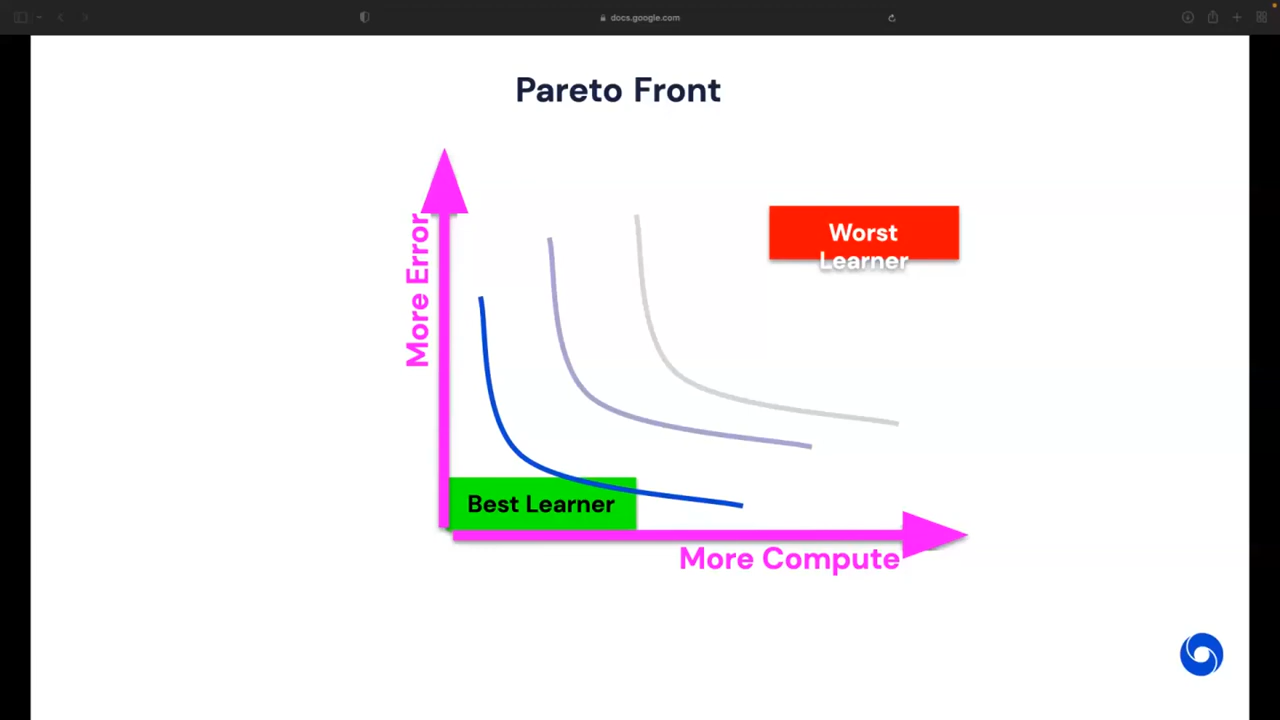 docs.google.com
Pareto Front
More Error
Worst
Learner
Best Learner
More Compute